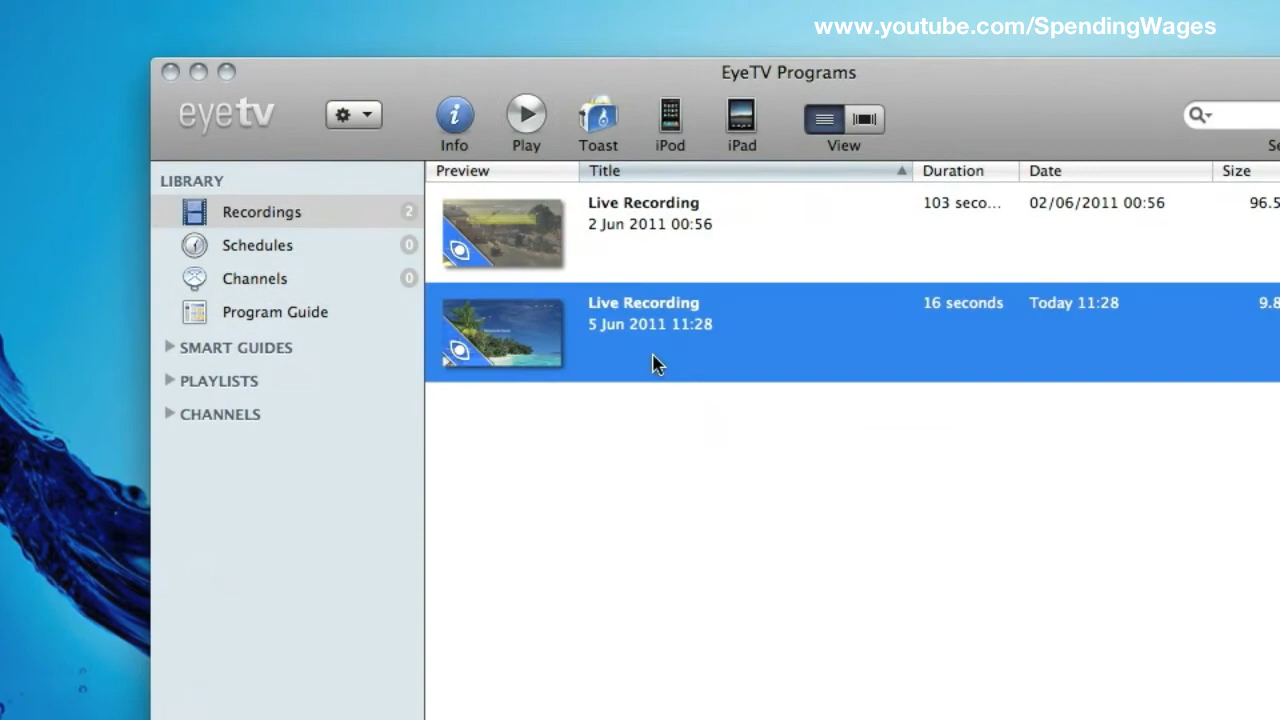 www.youtube.com/SpendingWages
EyeTV Programs
eyetv
Info
Play
Toast
iPod
iPad
View
Preview
Title
Duration
Date
Size
LIBRARY
Recordings 2
Schedules 0
Channels 0
Program Guide
SMART GUIDES
PLAYLISTS
CHANNELS
Live Recording
2 Jun 2011 00:56
103 seco...
02/06/2011 00:56
96.5
Live Recording
5 Jun 2011 11:28
16 seconds
Today 11:28
9.8